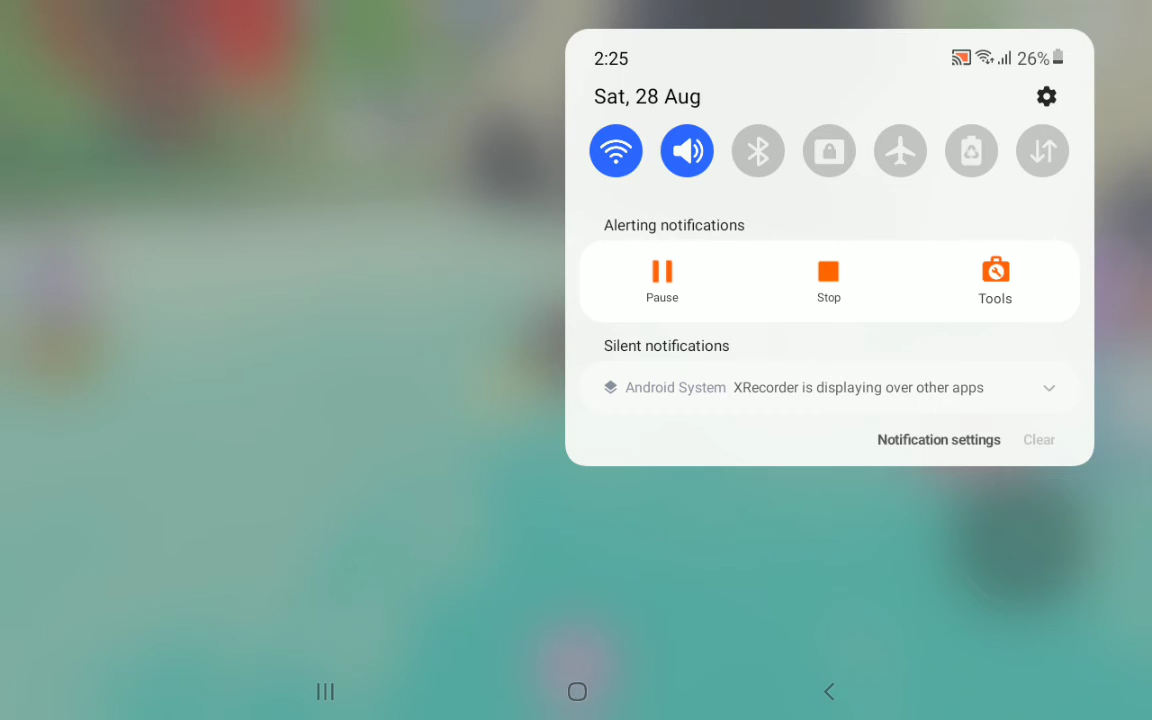 2:25 26%
Sat, 28 Aug
Alerting notifications
Pause Stop Tools
Silent notifications
Android System XRecorder is displaying over other apps
Notification settings Clear